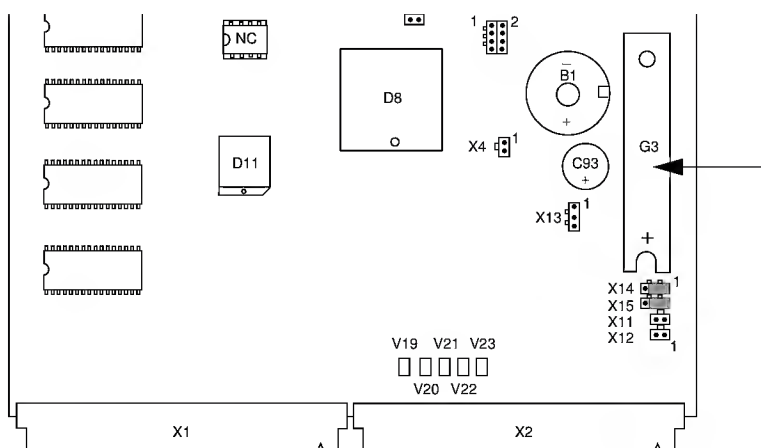 1 2
NC
B1
−
+
D8
X4 1
G3
D11
C93
+
1
X13
+
X14 1
X15
X11
X12 1
V19 V21 V23
V20 V22
X1
X2